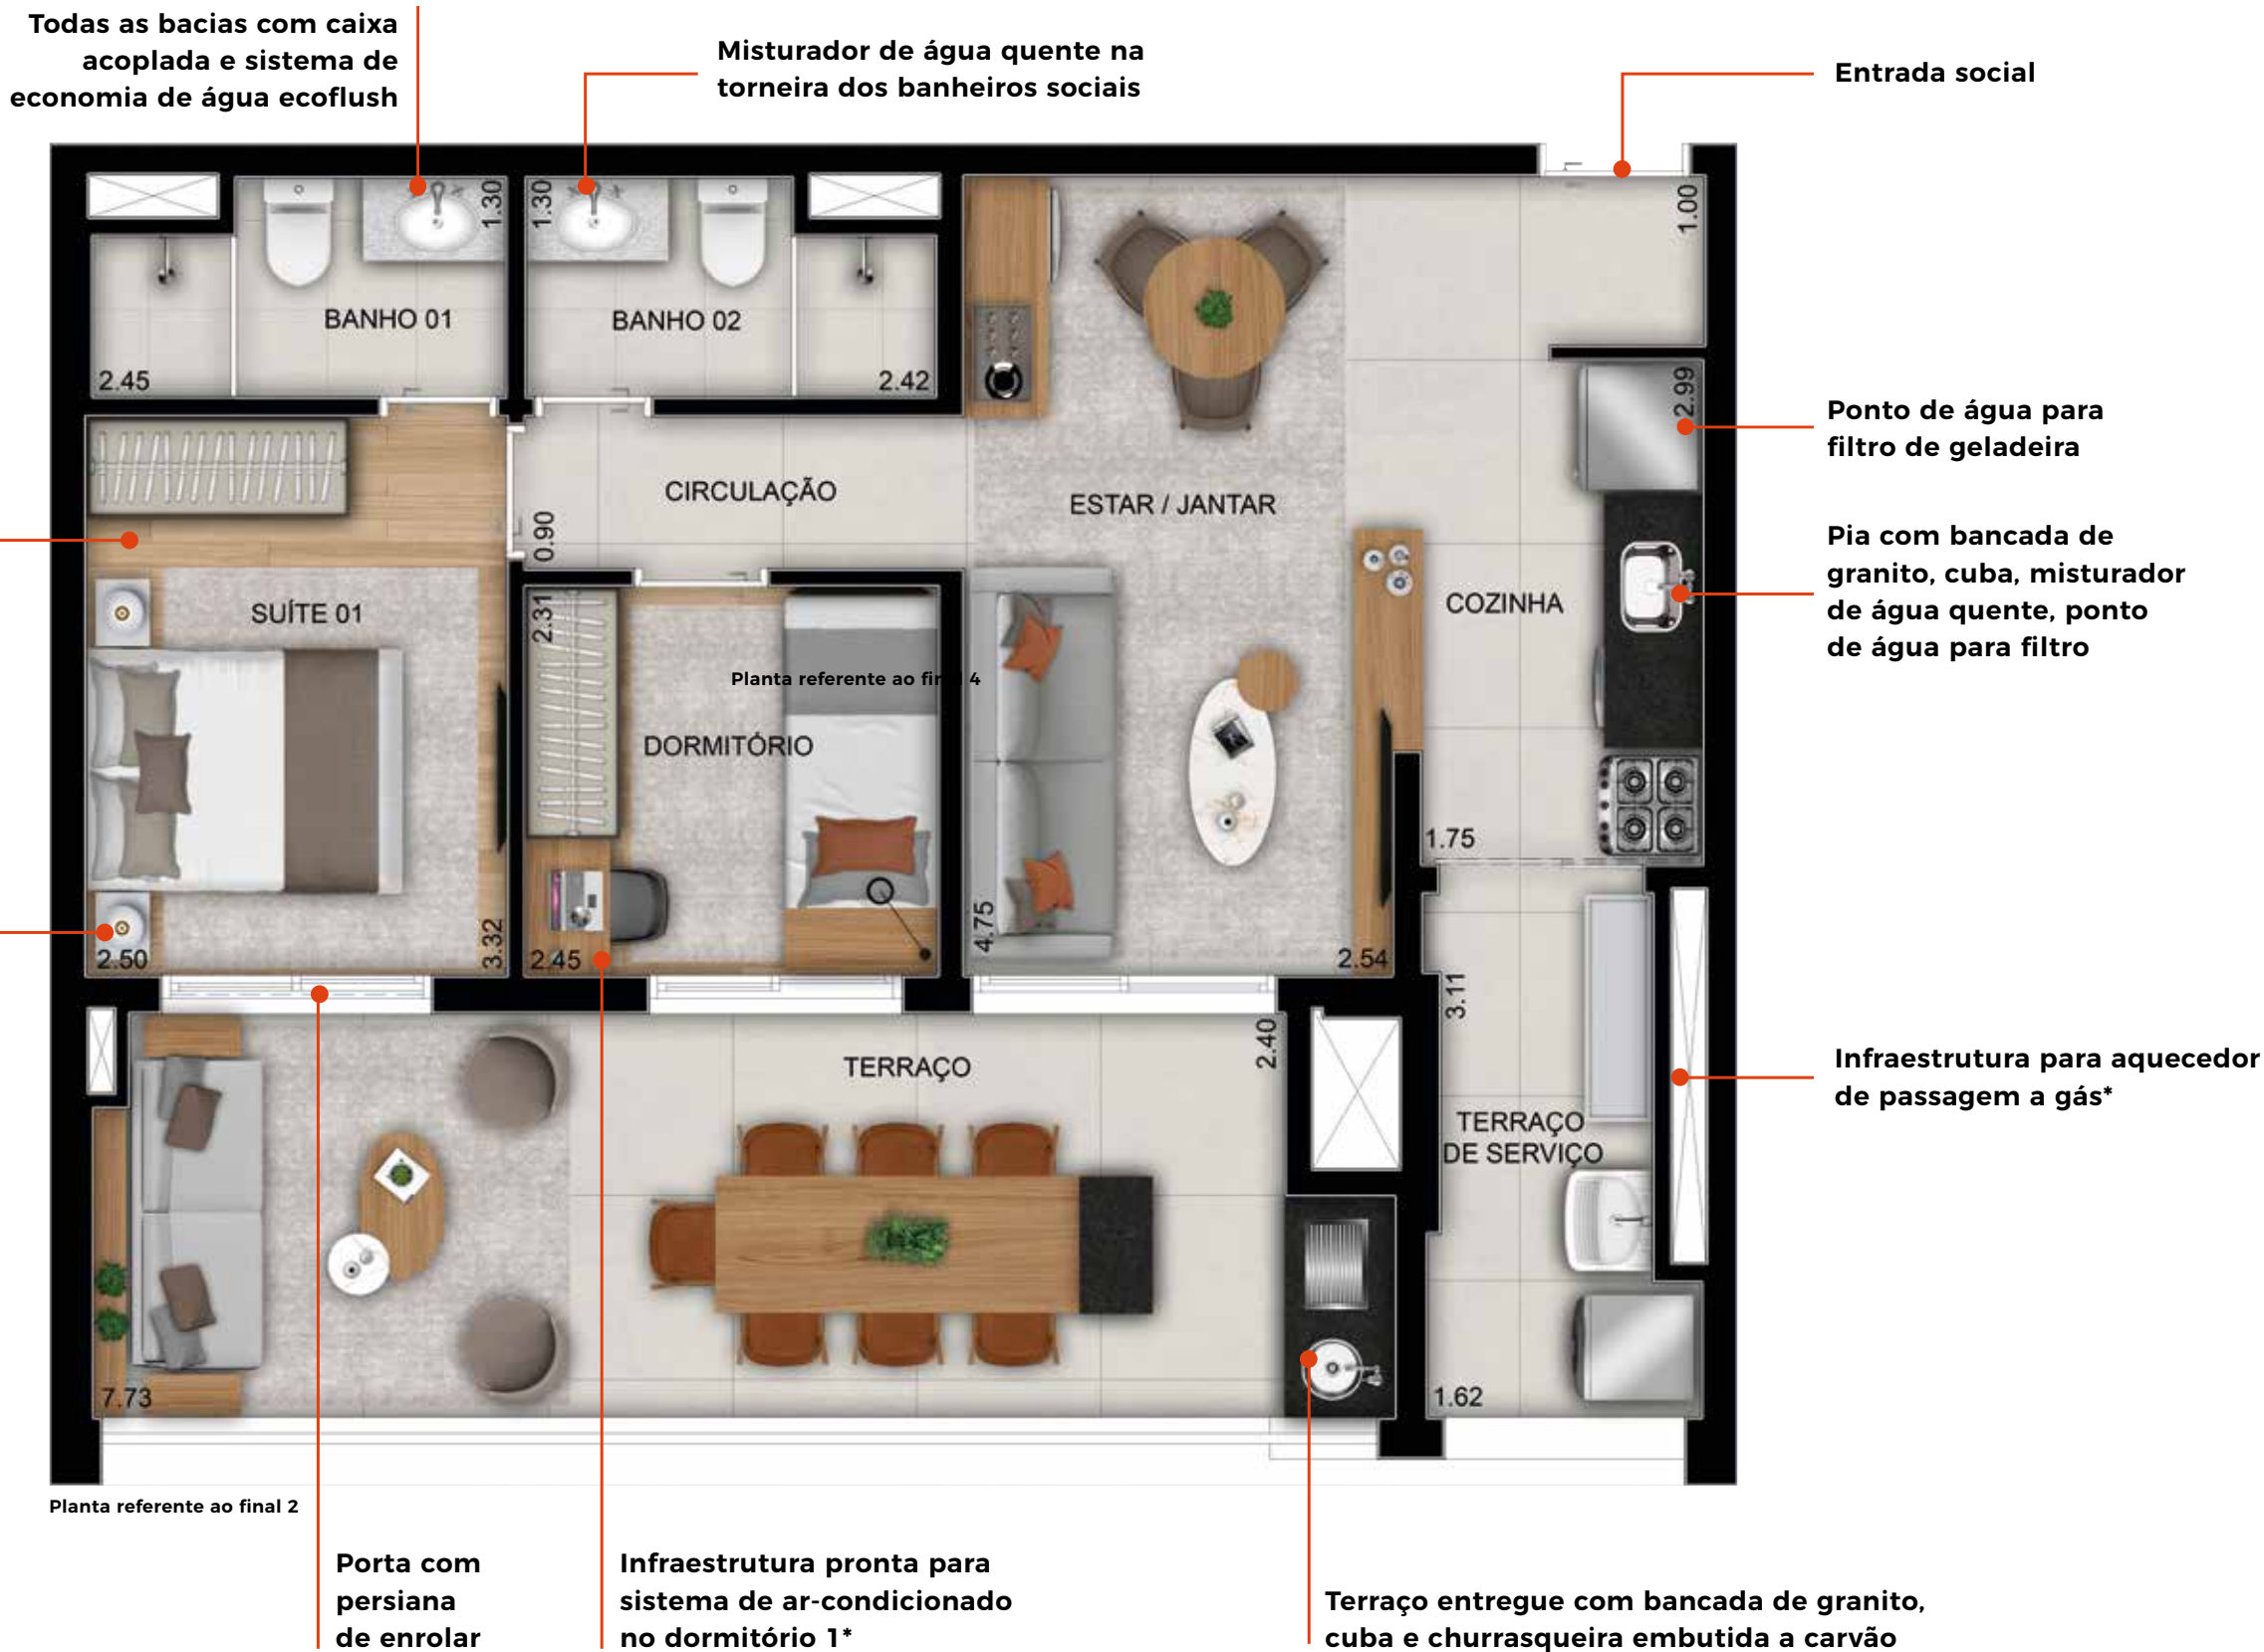 Todas as bacias com caixa
acoplada e sistema de
economia de água ecoflush
Misturador de água quente na
torneira dos banheiros sociais
Entrada social
1.30
1.30
1.00
BANHO 01
BANHO 02
2.45
2.42
2.99
Ponto de água para
filtro de geladeira
CIRCULAÇÃO
ESTAR / JANTAR
0.90
Pia com bancada de
granito, cuba, misturador
de água quente, ponto
de água para filtro
SUÍTE 01
2.31
COZINHA
Planta referente ao final 4
DORMITÓRIO
1.75
4.75
3.32
2.50
2.45
2.54
3.11
2.40
TERRAÇO
Infraestrutura para aquecedor
de passagem a gás*
TERRAÇO
DE SERVIÇO
7.73
1.62
Planta referente ao final 2
Porta com
persiana
de enrolar
Infraestrutura pronta para
sistema de ar-condicionado
no dormitório 1*
Terraço entregue com bancada de granito,
cuba e churrasqueira embutida a carvão